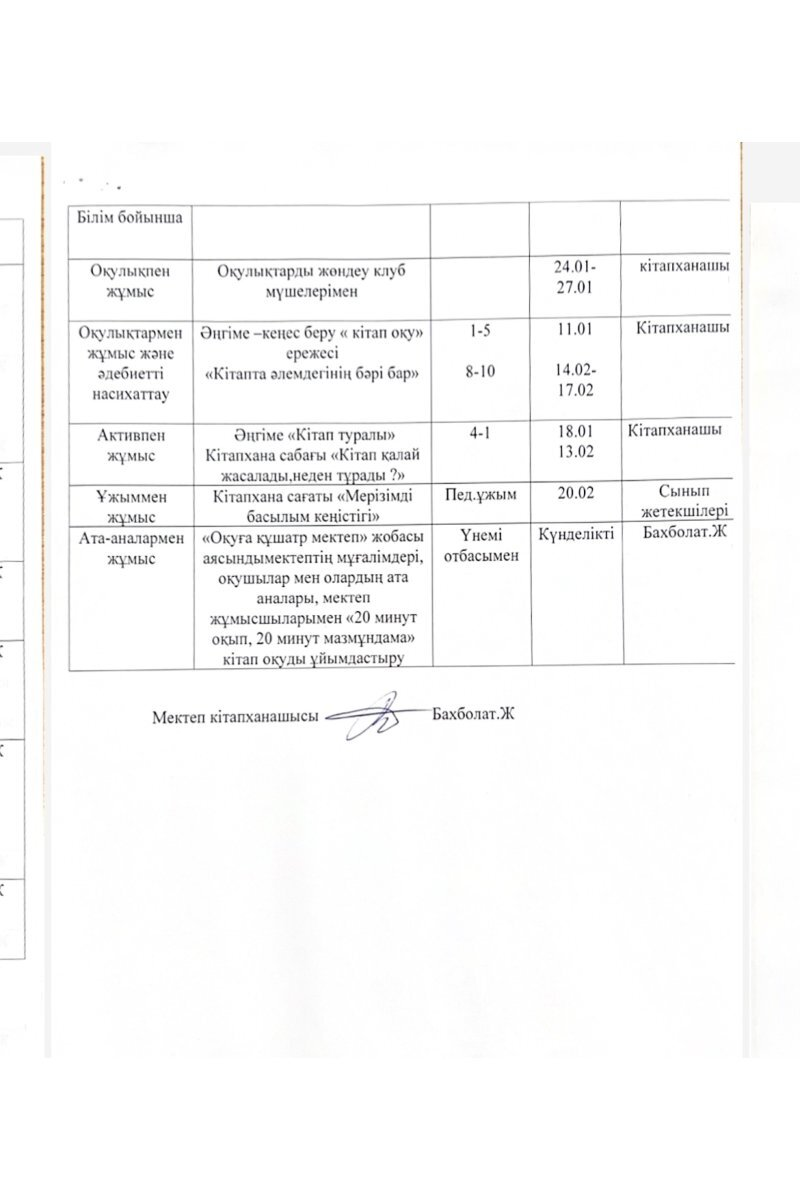 Білім бойынша
Оқулықпен жұмыс
Оқулықтарды жөндеу клуб мүшелерімен
24.01-
27.01
кітапханашы
Оқулықтармен жұмыс және әдебиетті насихаттау
Әңгіме –кеңес беру « кітап оқу» ережесі
«Кітапта әлемдегінің бәрі бар»
1-5
8-10
11.01
14.02-
17.02
Кітапханашы
Активпен жұмыс
Әңгіме «Кітап туралы»
Кітапхана сабағы «Кітап қалай жасалады,неден тұрады ?»
4-1
18.01
13.02
Кітапханашы
Ұжыммен жұмыс
Кітапхана сағаты «Мерізімді басылым кеңістігі»
Пед.ұжым
20.02
Сынып жетекшілері
Ата-аналармен жұмыс
«Оқуға құшатр мектеп» жобасы
аясындымектептің мұғалімдері,
оқушылар мен олардың ата
аналары, мектеп
жұмысшыларымен «20 минут
оқып, 20 минут мазмұндама»
кітап оқуды ұйымдастыру
Үнемі отбасымен
Күнделікті
Бахболат.Ж
Мектеп кітапханашысы Бахболат.Ж